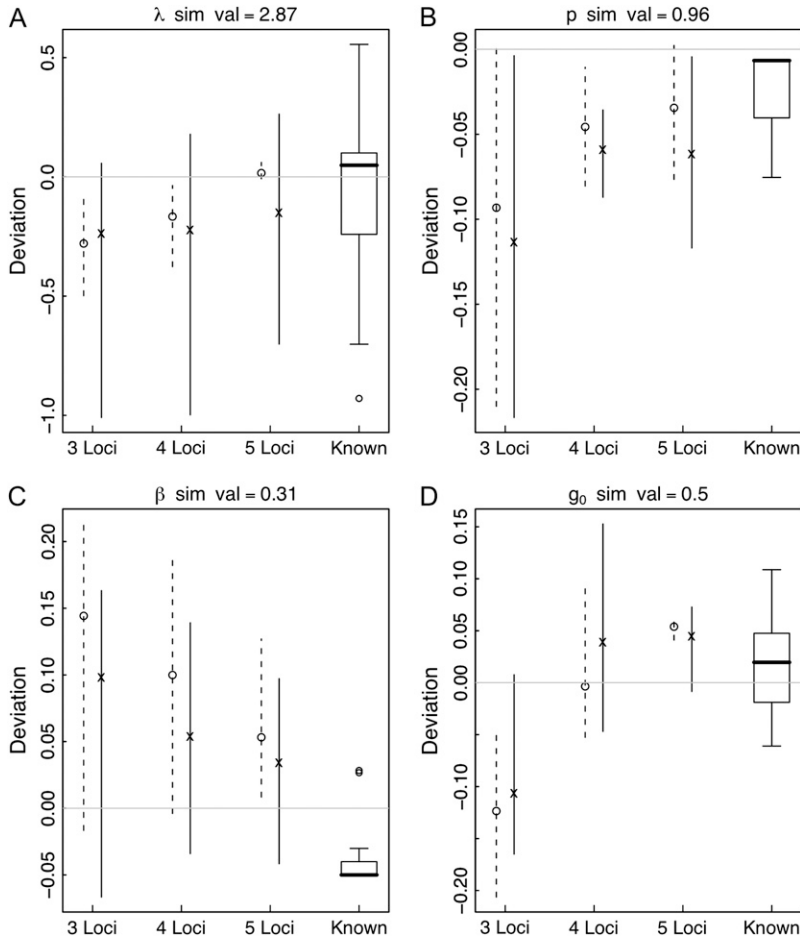 A
λ sim val = 2.87
Deviation
0.5
0.0
−0.5
−1.0
3 Loci 4 Loci 5 Loci Known
B
p sim val = 0.96
Deviation
0.00
−0.05
−0.10
−0.15
−0.20
3 Loci 4 Loci 5 Loci Known
C
β sim val = 0.31
Deviation
0.20
0.15
0.10
0.05
0.00
−0.05
3 Loci 4 Loci 5 Loci Known
D
g₀ sim val = 0.5
Deviation
0.15
0.10
0.05
0.00
−0.10
−0.20
3 Loci 4 Loci 5 Loci Known